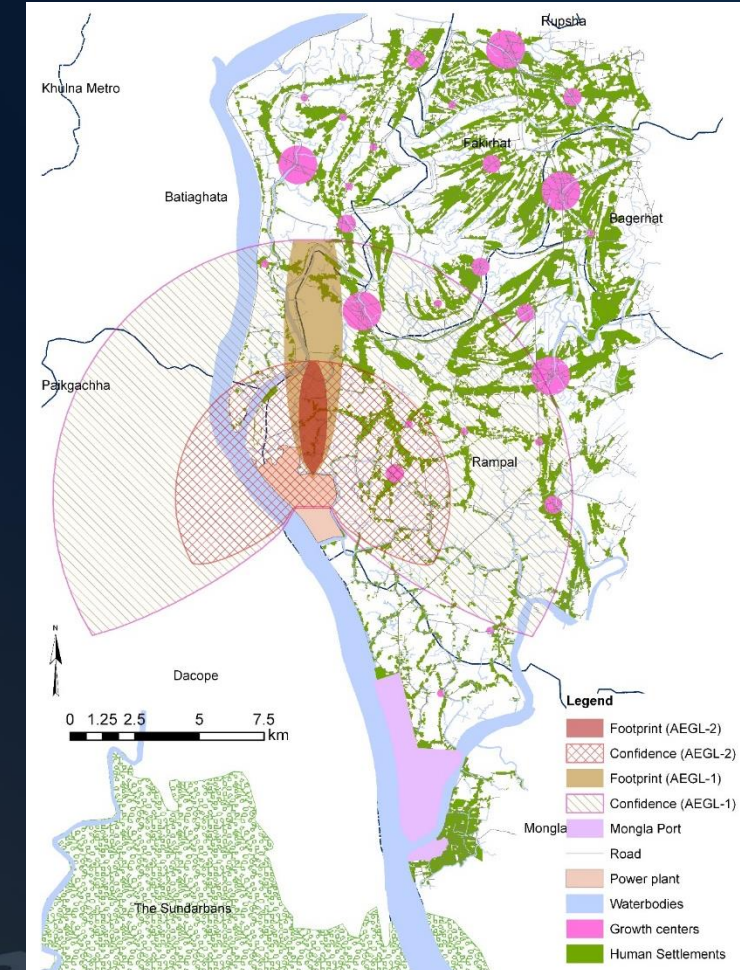 Rupsha
Khulna Metro
Fakirhat
Batiaghata
Bagerhat
Paikgachha
Rampal
N
Dacope
0 1.25 2.5 5 7.5
km
Mongla
The Sundarbans
Legend
Footprint (AEGL-2)
Confidence (AEGL-2)
Footprint (AEGL-1)
Confidence (AEGL-1)
Mongla Port
Road
Power plant
Waterbodies
Growth centers
Human Settlements